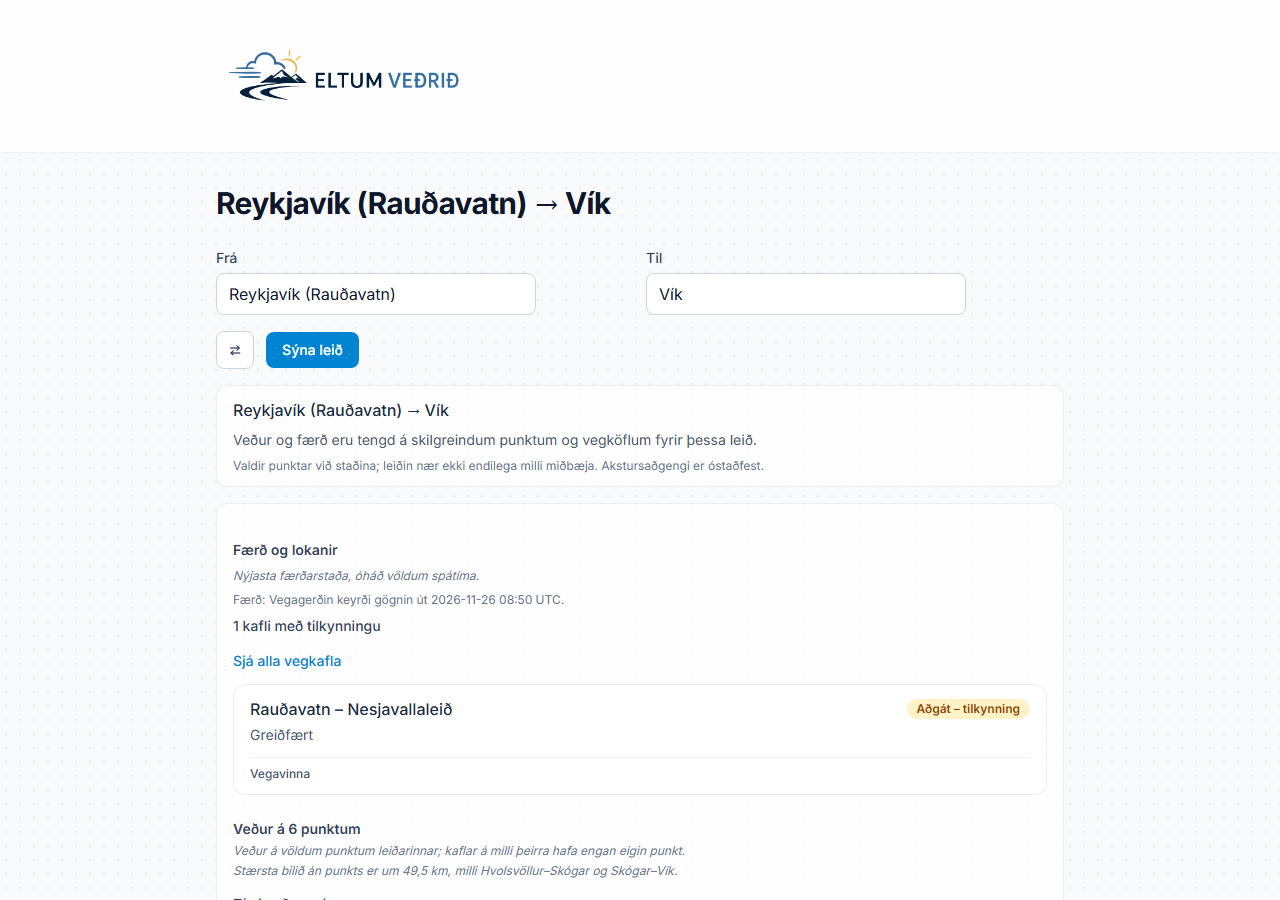 ELTUM VEÐRIÐ
Reykjavík (Rauðavatn) → Vík
Frá
Til
Reykjavík (Rauðavatn)
Vík
⇄
Sýna leið
Reykjavík (Rauðavatn) → Vík
Veður og færð eru tengd á skilgreindum punktum og vegköflum fyrir þessa leið.
Valdir punktar við staðina; leiðin nær ekki endilega milli miðbæja. Akstursaðgengi er óstaðfest.
Færð og lokanir
Nýjasta færðarstaða, óháð völdum spátíma.
Færð: Vegagerðin keyrði gögnin út 2026-11-26 08:50 UTC.
1 kafli með tilkynningu
Sjá alla vegkafla
Rauðavatn – Nesjavallaleið
Aðgát – tilkynning
Greiðfært
Vegavinna
Veður á 6 punktum
Veður á völdum punktum leiðarinnar; kaflar á milli þeirra hafa engan eigin punkt.
Stærsta bilið án punkts er um 49,5 km, milli Hvolsvöllur–Skógar og Skógar–Vík.